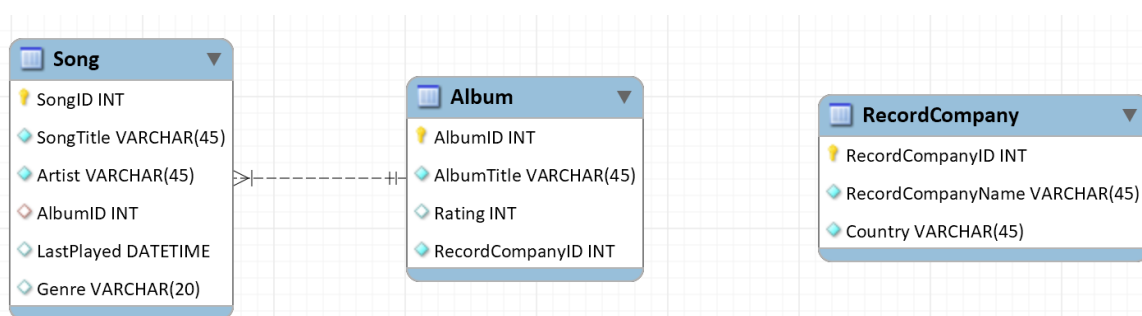 Song
SongID INT
SongTitle VARCHAR(45)
Artist VARCHAR(45)
AlbumID INT
LastPlayed DATETIME
Genre VARCHAR(20)
Album
AlbumID INT
AlbumTitle VARCHAR(45)
Rating INT
RecordCompanyID INT
RecordCompany
RecordCompanyID INT
RecordCompanyName VARCHAR(45)
Country VARCHAR(45)